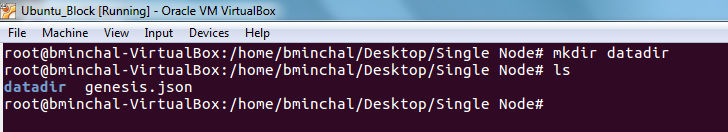 Ubuntu_Block [Running] - Oracle VM VirtualBox
File Machine View Input Devices Help
root@bminchal-VirtualBox:/home/bminchal/Desktop/Single Node# mkdir datadir
root@bminchal-VirtualBox:/home/bminchal/Desktop/Single Node# ls
datadir genesis.json
root@bminchal-VirtualBox:/home/bminchal/Desktop/Single Node#